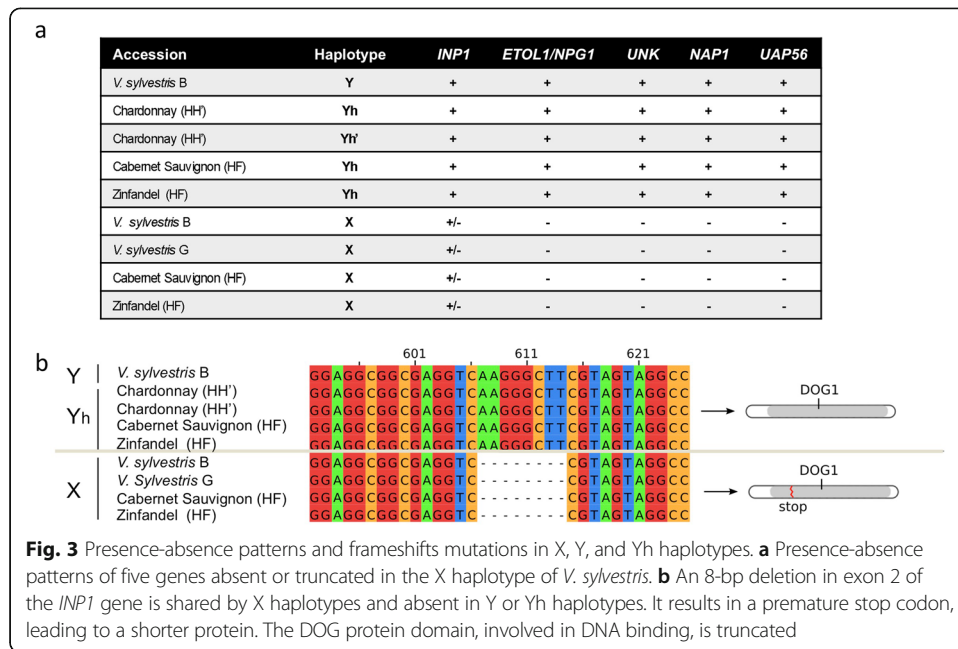 a
Accession Haplotype INP1 ETOL1/NPG1 UNK NAP1 UAP56
V. sylvestris B Y + + + + +
Chardonnay (HH') Yh + + + + +
Chardonnay (HH') Yh' + + + + +
Cabernet Sauvignon (HF) Yh + + + + +
Zinfandel (HF) Yh + + + + +
V. sylvestris B X +/- - - - -
V. sylvestris G X +/- - - - -
Cabernet Sauvignon (HF) X +/- - - - -
Zinfandel (HF) X +/- - - - -
b
601 611 621
Y V. sylvestris B GGAGGCGGCGAGGTCAAGGGCTTCGTAGTAGGCC
Yh Chardonnay (HH') GGAGGCGGCGAGGTCAAGGGCTTCGTAGTAGGCC
Chardonnay (HH') GGAGGCGGCGAGGTCAAGGGCTTCGTAGTAGGCC
Cabernet Sauvignon (HF) GGAGGCGGCGAGGTCAAGGGCTTCGTAGTAGGCC
Zinfandel (HF) GGAGGCGGCGAGGTCAAGGGCTTCGTAGTAGGCC
DOG1
X V. sylvestris B GGAGGCGGCGAGGTC--------CGTAGTAGGCC
V. Sylvestris G GGAGGCGGCGAGGTC--------CGTAGTAGGCC
Cabernet Sauvignon (HF) GGAGGCGGCGAGGTC--------CGTAGTAGGCC
Zinfandel (HF) GGAGGCGGCGAGGTC--------CGTAGTAGGCC
DOG1
stop
Fig. 3 Presence-absence patterns and frameshifts mutations in X, Y, and Yh haplotypes. a Presence-absence
patterns of five genes absent or truncated in the X haplotype of V. sylvestris. b An 8-bp deletion in exon 2 of
the INP1 gene is shared by X haplotypes and absent in Y or Yh haplotypes. It results in a premature stop codon,
leading to a shorter protein. The DOG protein domain, involved in DNA binding, is truncated